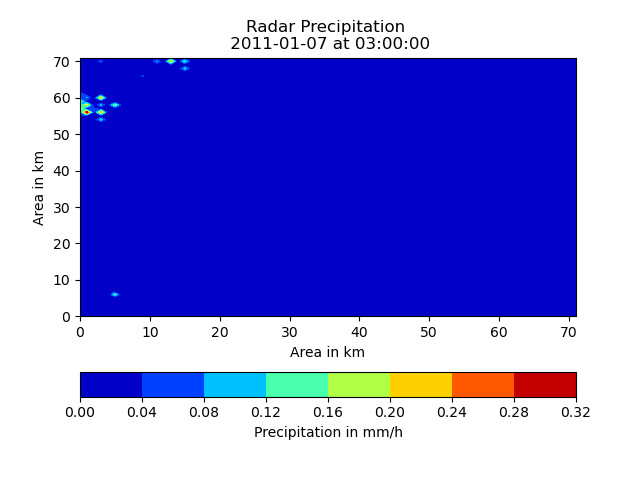 Radar Precipitation
2011-01-07 at 03:00:00
70
60
50
40
30
20
10
0
Area in km
0 10 20 30 40 50 60 70
Area in km
0.00 0.04 0.08 0.12 0.16 0.20 0.24 0.28 0.32
Precipitation in mm/h